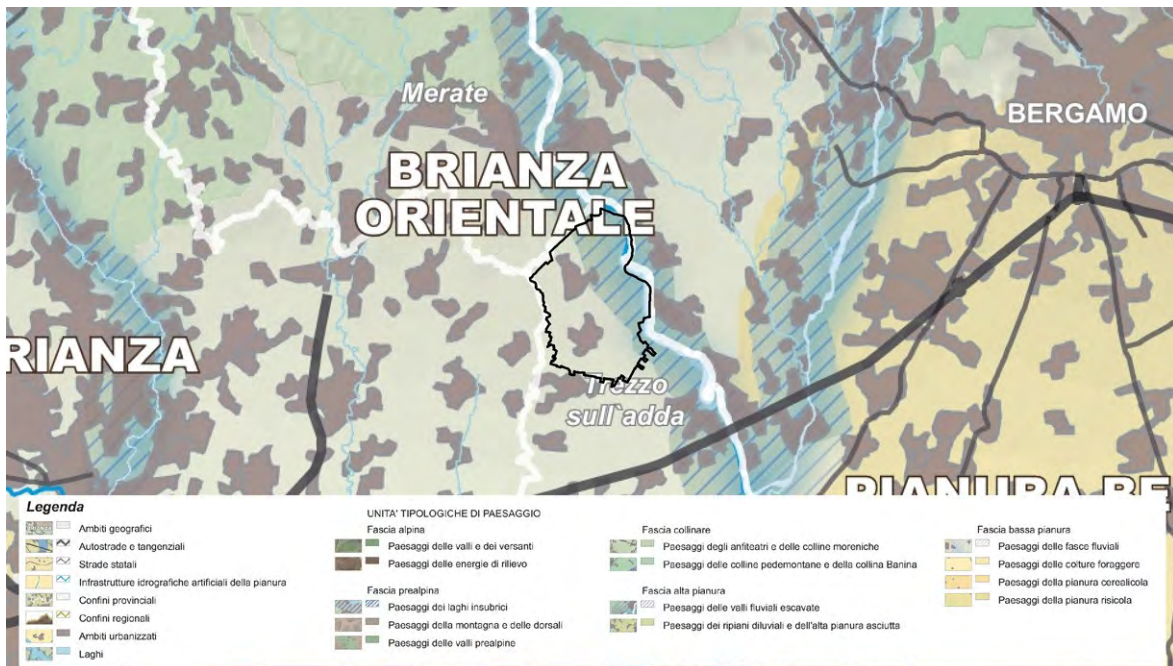 Merate
BERGAMO
BRIANZA
ORIENTALE
RIANZA
Trezzo
sull`adda
PIANURA BE
Legenda
Ambiti geografici
Autostrade e tangenziali
Strade statali
Infrastrutture idrografiche artificiali della pianura
Confini provinciali
Confini regionali
Ambiti urbanizzati
Laghi
UNITA' TIPOLOGICHE DI PAESAGGIO
Fascia alpina
Paesaggi delle valli e dei versanti
Paesaggi delle energie di rilievo
Fascia prealpina
Paesaggi dei laghi insubrici
Paesaggi della montagna e delle dorsali
Paesaggi delle valli prealpine
Fascia collinare
Paesaggi degli anfiteatri e delle colline moreniche
Paesaggi delle colline pedemontane e della collina Banina
Fascia alta pianura
Paesaggi delle valli fluviali escavate
Paesaggi dei ripiani diluviali e dell'alta pianura asciutta
Fascia bassa pianura
Paesaggi delle fasce fluviali
Paesaggi delle colture foraggere
Paesaggi della pianura cerealicola
Paesaggi della pianura risicola